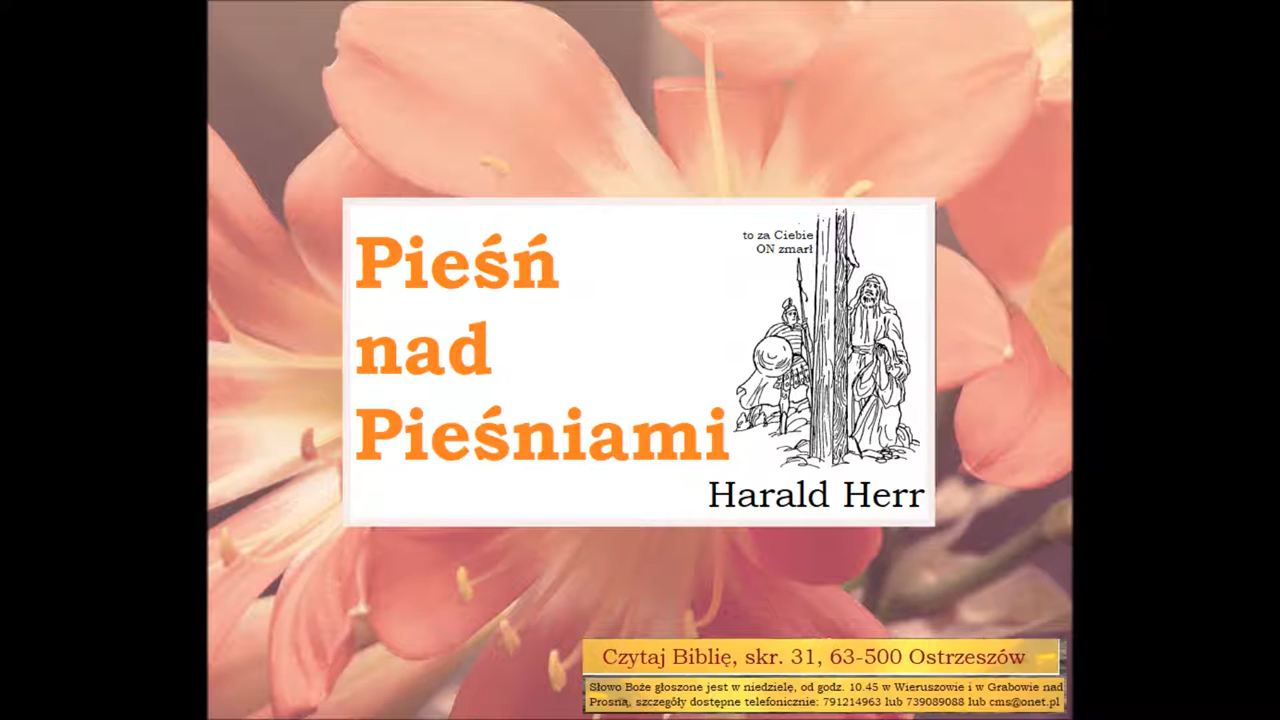 to za Ciebie
ON zmarł
Pieśń
nad
Pieśniami
Harald Herr
Czytaj Biblię, skr. 31, 63-500 Ostrzeszów
Słowo Boże głoszone jest w niedzielę, od godz. 10.45 w Wieruszowie i w Grabowie nad
Prosną, szczegóły dostępne telefonicznie: 791214963 lub 739089088 lub cms@onet.pl